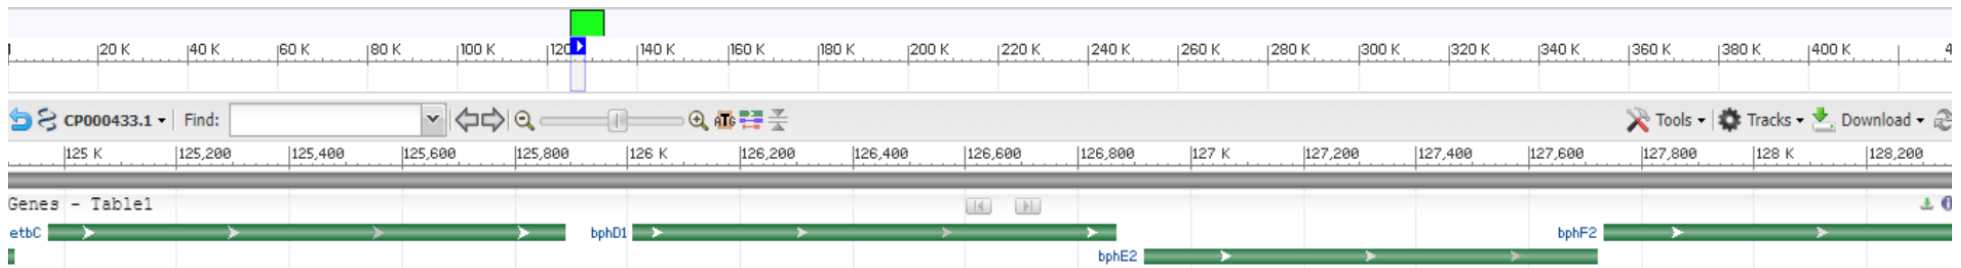 20 K 40 K 60 K 80 K 100 K 120 140 K 160 K 180 K 200 K 220 K 240 K 260 K 280 K 300 K 320 K 340 K 360 K 380 K 400 K 4
CP000433.1 Find: ATG Tools Tracks Download
125 K 125,200 125,400 125,600 125,800 126 K 126,200 126,400 126,600 126,800 127 K 127,200 127,400 127,600 127,800 128 K 128,200
Genes - Table1
etbC bphD1 bphF2
bphE2